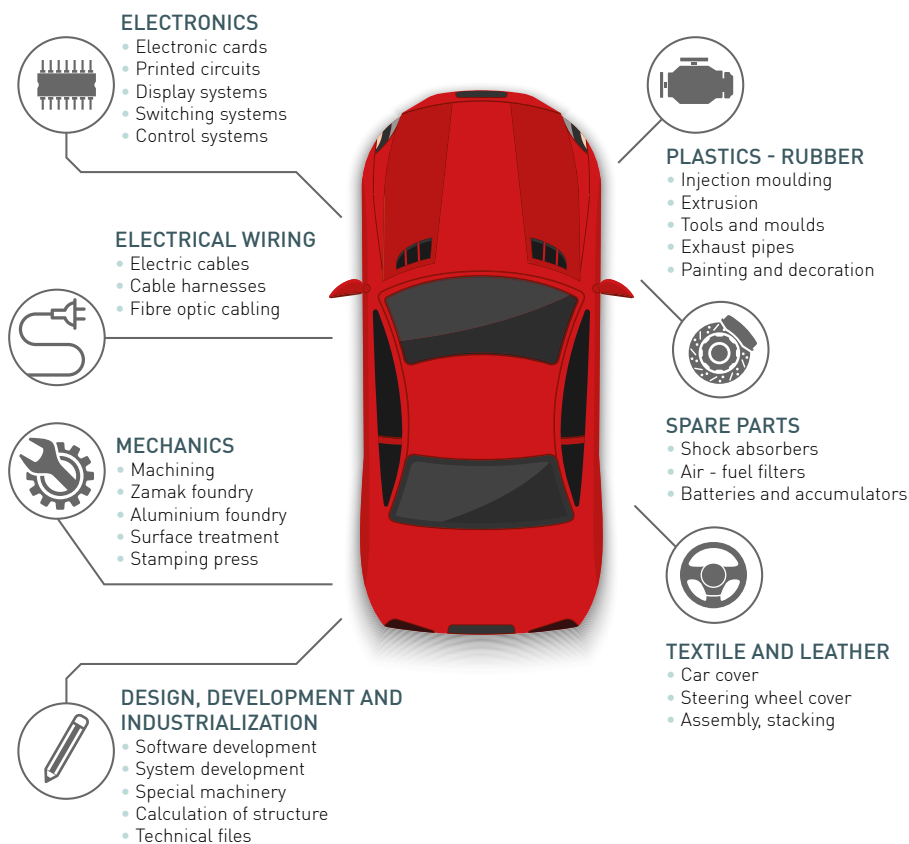 ELECTRONICS
Electronic cards
Printed circuits
Display systems
Switching systems
Control systems
ELECTRICAL WIRING
Electric cables
Cable harnesses
Fibre optic cabling
MECHANICS
Machining
Zamak foundry
Aluminium foundry
Surface treatment
Stamping press
DESIGN, DEVELOPMENT AND
INDUSTRIALIZATION
Software development
System development
Special machinery
Calculation of structure
Technical files
PLASTICS - RUBBER
Injection moulding
Extrusion
Tools and moulds
Exhaust pipes
Painting and decoration
SPARE PARTS
Shock absorbers
Air - fuel filters
Batteries and accumulators
TEXTILE AND LEATHER
Car cover
Steering wheel cover
Assembly, stacking